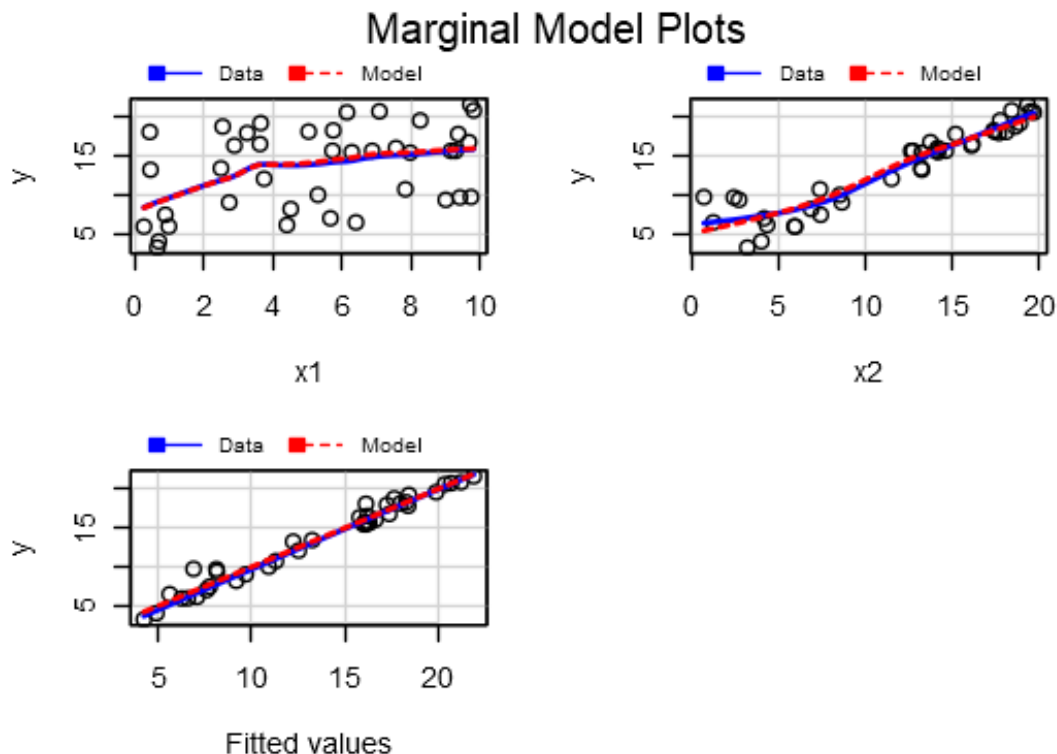 Marginal Model Plots
Data Model
y
15
5
0 2 4 6 8 10
x1
Data Model
y
15
5
0 5 10 15 20
x2
Data Model
y
15
5
5 10 15 20
Fitted values